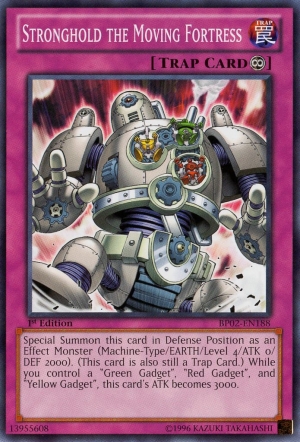 Stronghold the Moving Fortress
TRAP
罠
[Trap Card]
1st Edition
BP02-EN188
Special Summon this card in Defense Position as
an Effect Monster (Machine-Type/EARTH/Level 4/ATK 0/
DEF 2000). (This card is also still a Trap Card.) While
you control a "Green Gadget", "Red Gadget", and
"Yellow Gadget", this card's ATK becomes 3000.
13955608
©1996 KAZUKI TAKAHASHI